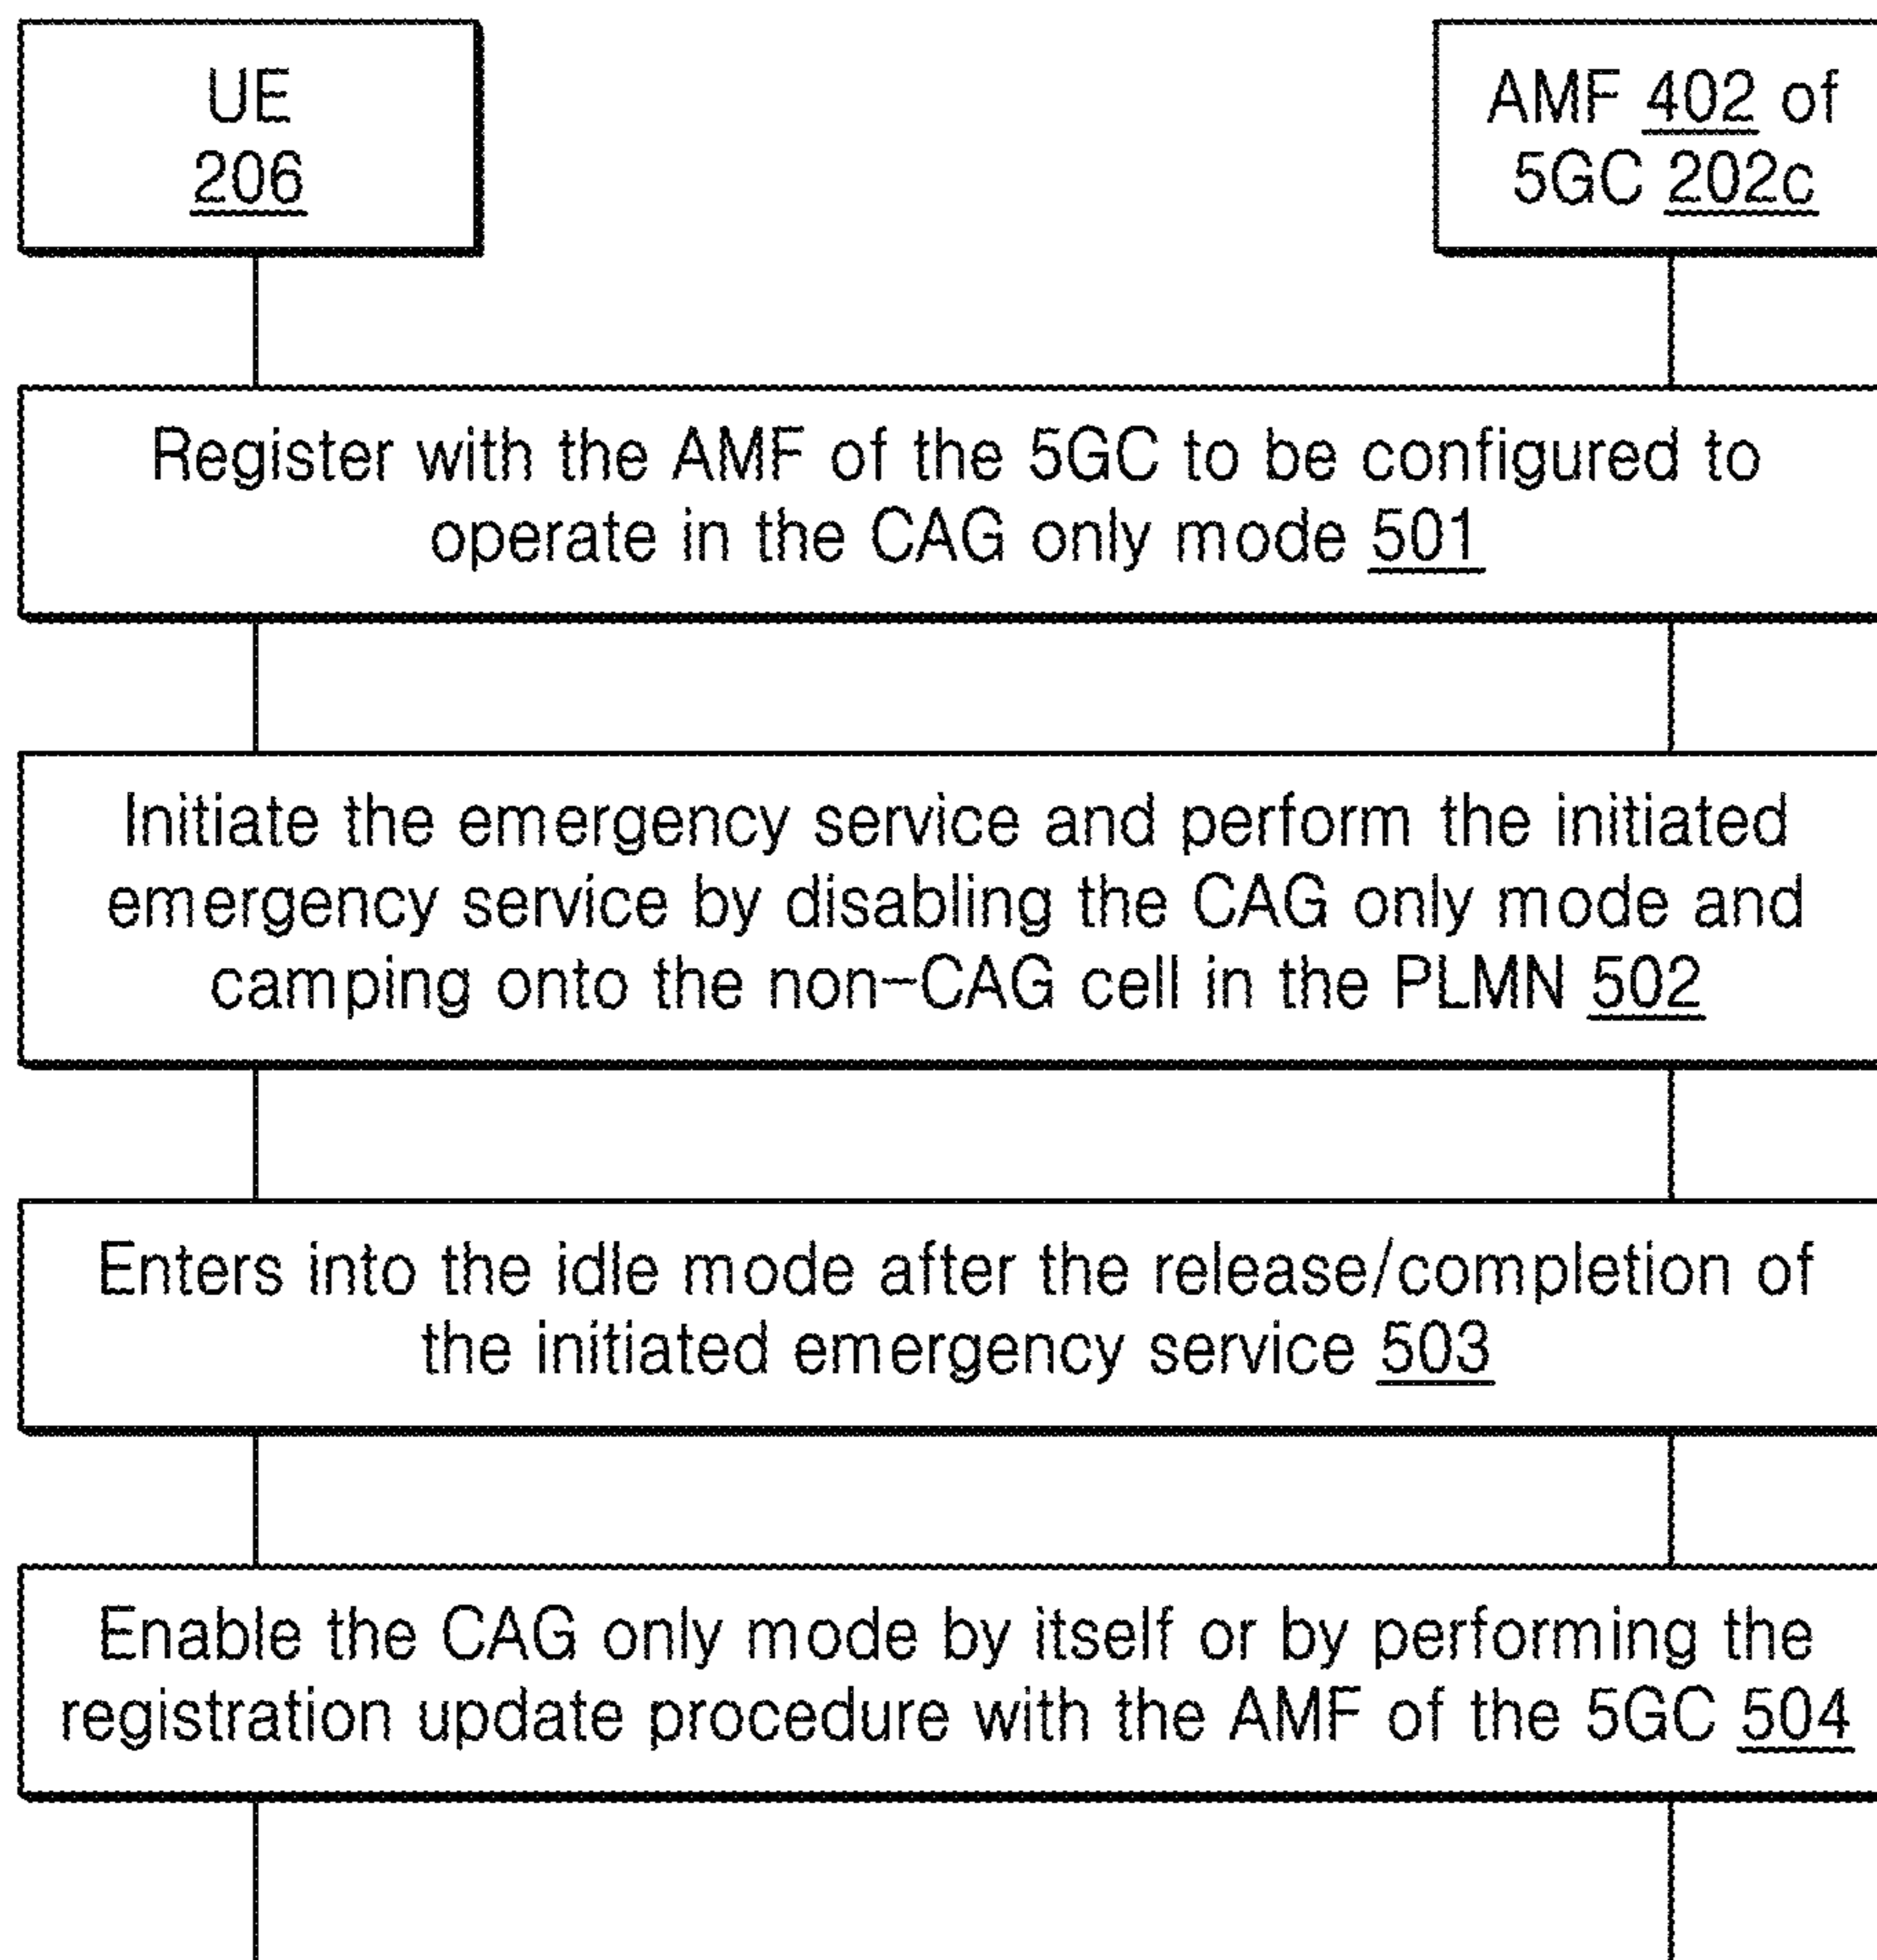 UE
206
AMF 402 of
5GC 202c
Register with the AMF of the 5GC to be configured to
operate in the CAG only mode 501
Initiate the emergency service and perform the initiated
emergency service by disabling the CAG only mode and
camping onto the non-CAG cell in the PLMN 502
Enters into the idle mode after the release/completion of
the initiated emergency service 503
Enable the CAG only mode by itself or by performing the
registration update procedure with the AMF of the 5GC 504